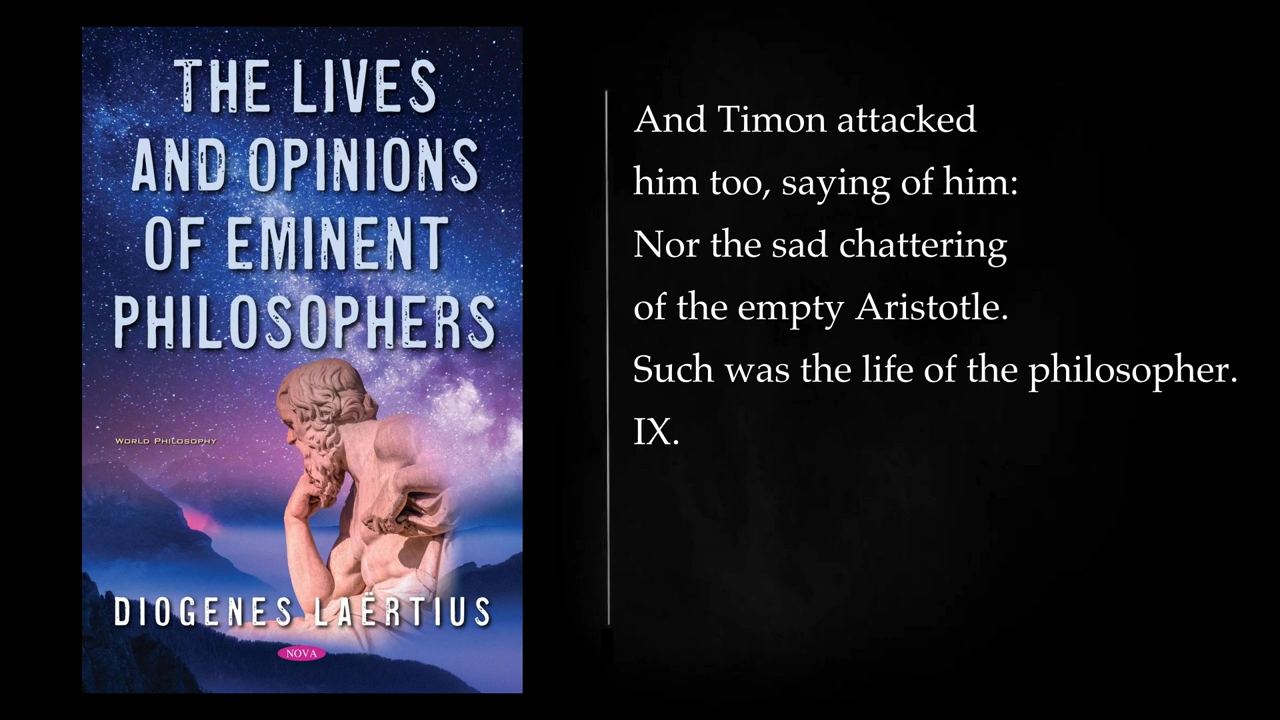 THE LIVES
AND OPINIONS
OF EMINENT
PHILOSOPHERS
WORLD PHILOSOPHY
DIOGENES LAËRTIUS
NOVA
And Timon attacked
him too, saying of him:
Nor the sad chattering
of the empty Aristotle.
Such was the life of the philosopher.
IX.